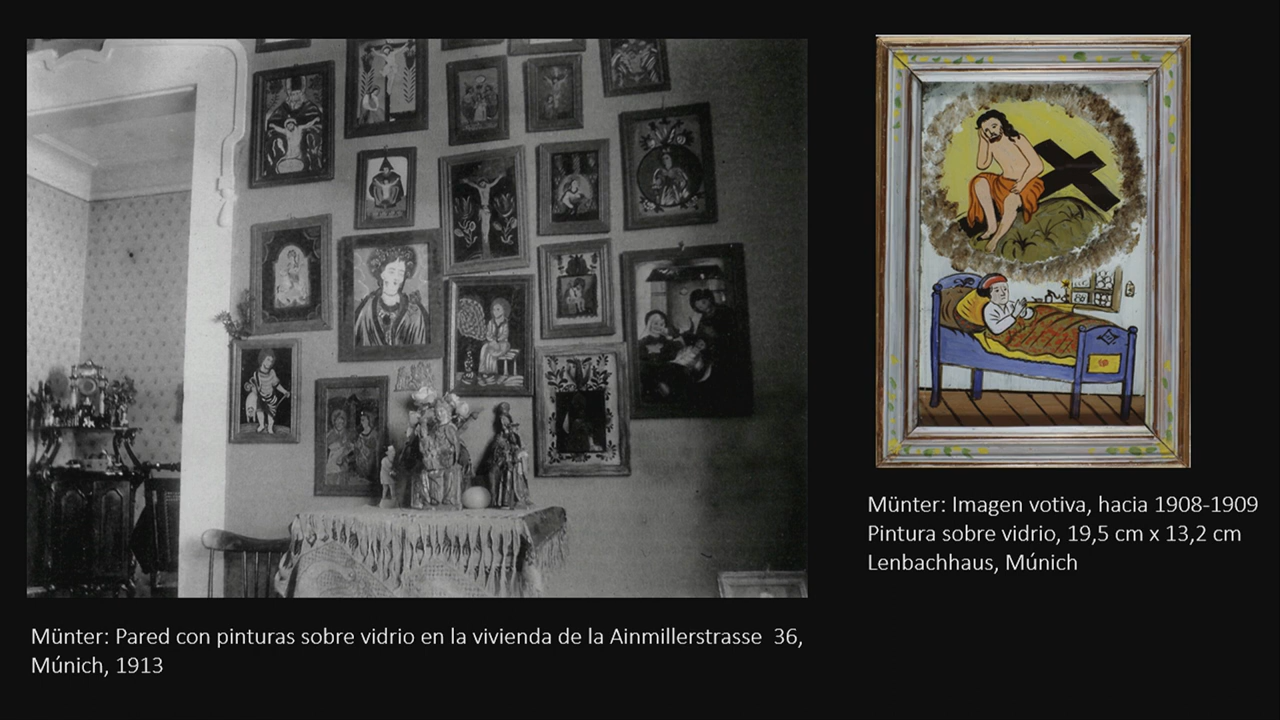 Münter: Pared con pinturas sobre vidrio en la vivienda de la Ainmillerstrasse  36,
Múnich, 1913
Münter: Imagen votiva, hacia 1908-1909
Pintura sobre vidrio, 19,5 cm x 13,2 cm
Lenbachhaus, Múnich